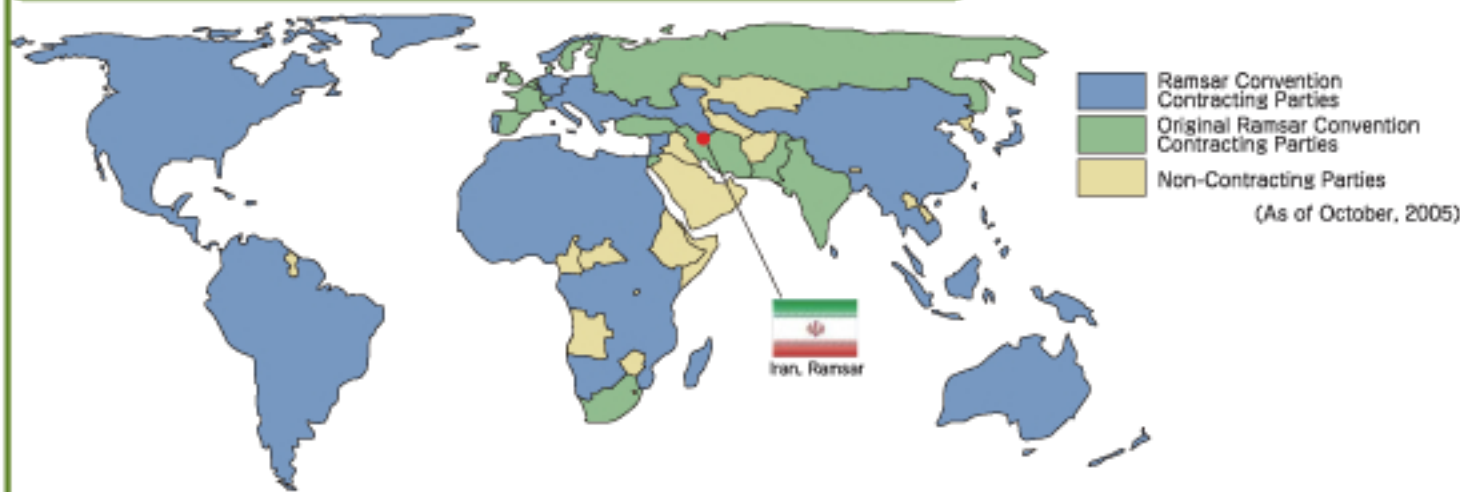 Ramsar Convention
Contracting Parties
Original Ramsar Convention
Contracting Parties
Non-Contracting Parties
(As of October, 2005)
Iran, Ramsar